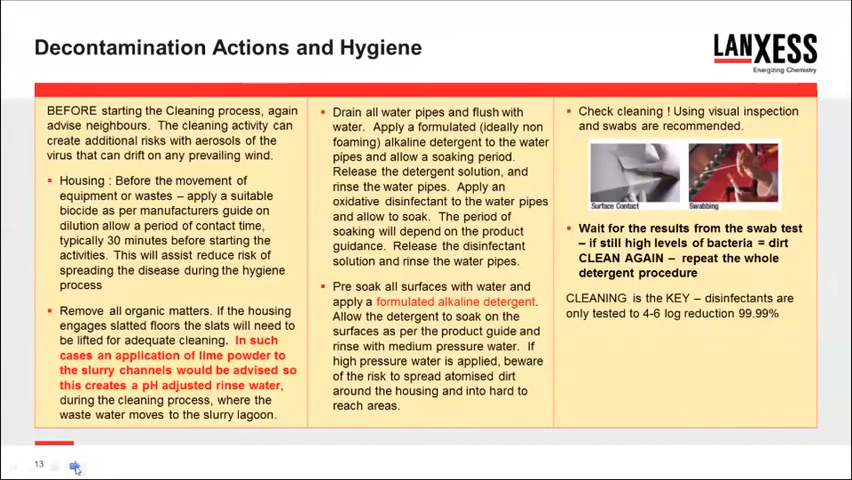 Decontamination Actions and Hygiene
LANXESS
Energizing Chemistry
BEFORE starting the Cleaning process, again
advise neighbours. The cleaning activity can
create additional risks with aerosols of the
virus that can drift on any prevailing wind.
▪ Housing : Before the movement of
equipment or wastes – apply a suitable
biocide as per manufacturers guide on
dilution allow a period of contact time,
typically 30 minutes before starting the
activities. This will assist reduce risk of
spreading the disease during the hygiene
process
▪ Remove all organic matters. If the housing
engages slatted floors the slats will need to
be lifted for adequate cleaning. In such
cases an application of lime powder to
the slurry channels would be advised so
this creates a pH adjusted rinse water,
during the cleaning process, where the
waste water moves to the slurry lagoon.
▪ Drain all water pipes and flush with
water. Apply a formulated (ideally non
foaming) alkaline detergent to the water
pipes and allow a soaking period.
Release the detergent solution, and
rinse the water pipes. Apply an
oxidative disinfectant to the water pipes
and allow to soak. The period of
soaking will depend on the product
guidance. Release the disinfectant
solution and rinse the water pipes.
▪ Pre soak all surfaces with water and
apply a formulated alkaline detergent.
Allow the detergent to soak on the
surfaces as per the product guide and
rinse with medium pressure water. If
high pressure water is applied, beware
of the risk to spread atomised dirt
around the housing and into hard to
reach areas.
▪ Check cleaning ! Using visual inspection
and swabs are recommended.
Surface Contact
Swabbing
▪ Wait for the results from the swab test
– if still high levels of bacteria = dirt
CLEAN AGAIN – repeat the whole
detergent procedure
CLEANING is the KEY – disinfectants are
only tested to 4-6 log reduction 99.99%
13